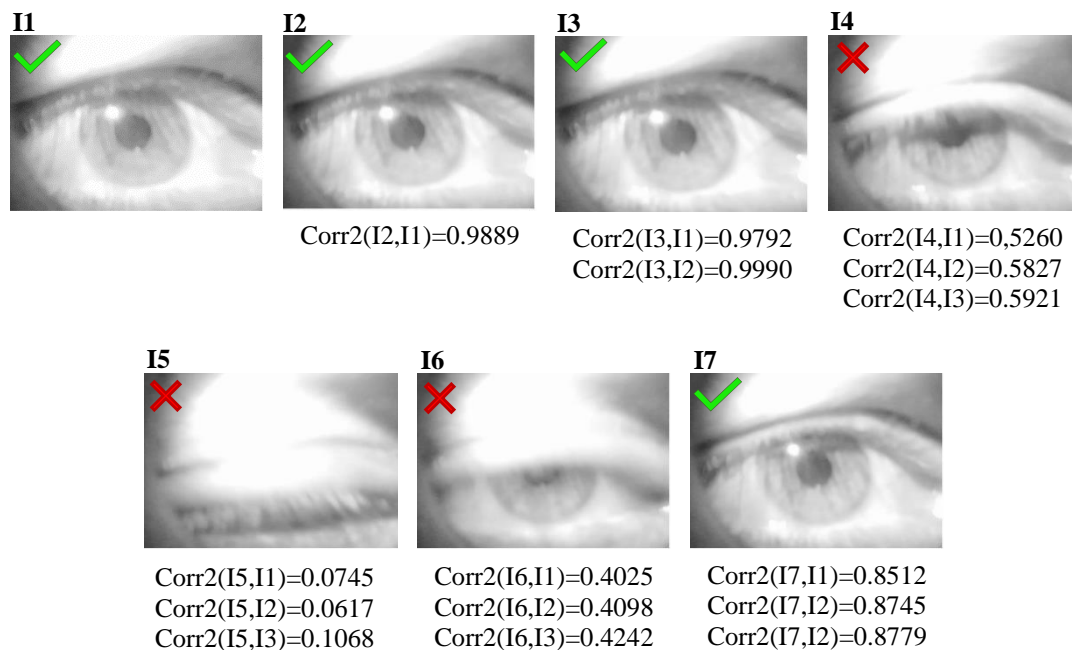 I1
I2
I3
I4
Corr2(I2,I1)=0.9889
Corr2(I3,I1)=0.9792
Corr2(I3,I2)=0.9990
Corr2(I4,I1)=0,5260
Corr2(I4,I2)=0.5827
Corr2(I4,I3)=0.5921
I5
I6
I7
Corr2(I5,I1)=0.0745
Corr2(I5,I2)=0.0617
Corr2(I5,I3)=0.1068
Corr2(I6,I1)=0.4025
Corr2(I6,I2)=0.4098
Corr2(I6,I3)=0.4242
Corr2(I7,I1)=0.8512
Corr2(I7,I2)=0.8745
Corr2(I7,I2)=0.8779